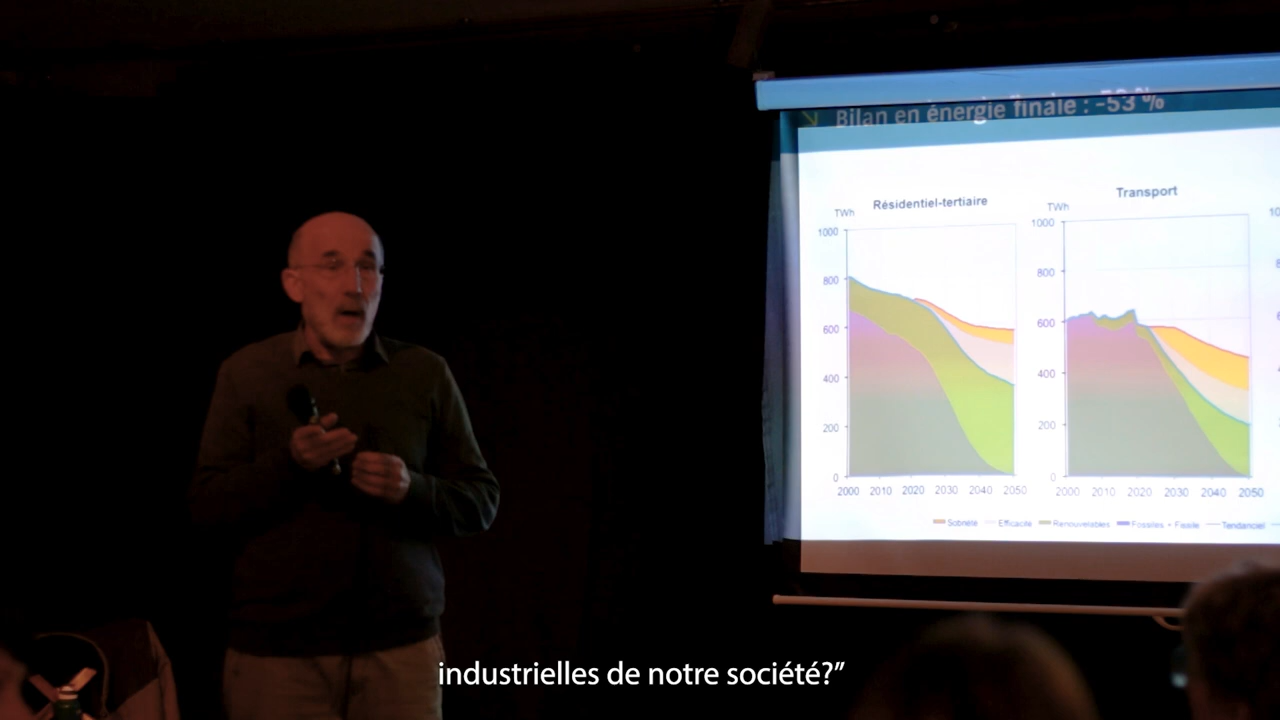 Bilan en énergie finale : -53 %
Résidentiel-tertiaire
Transport
TWh
TWh
1000
800
600
400
200
0
2000 2010 2020 2030 2040 2050
1000
800
600
400
200
0
2000 2010 2020 2030 2040 2050
10
Sobriété Efficacité Renouvelables Fossiles + Fissile Tendanciel
industrielles de notre société?”